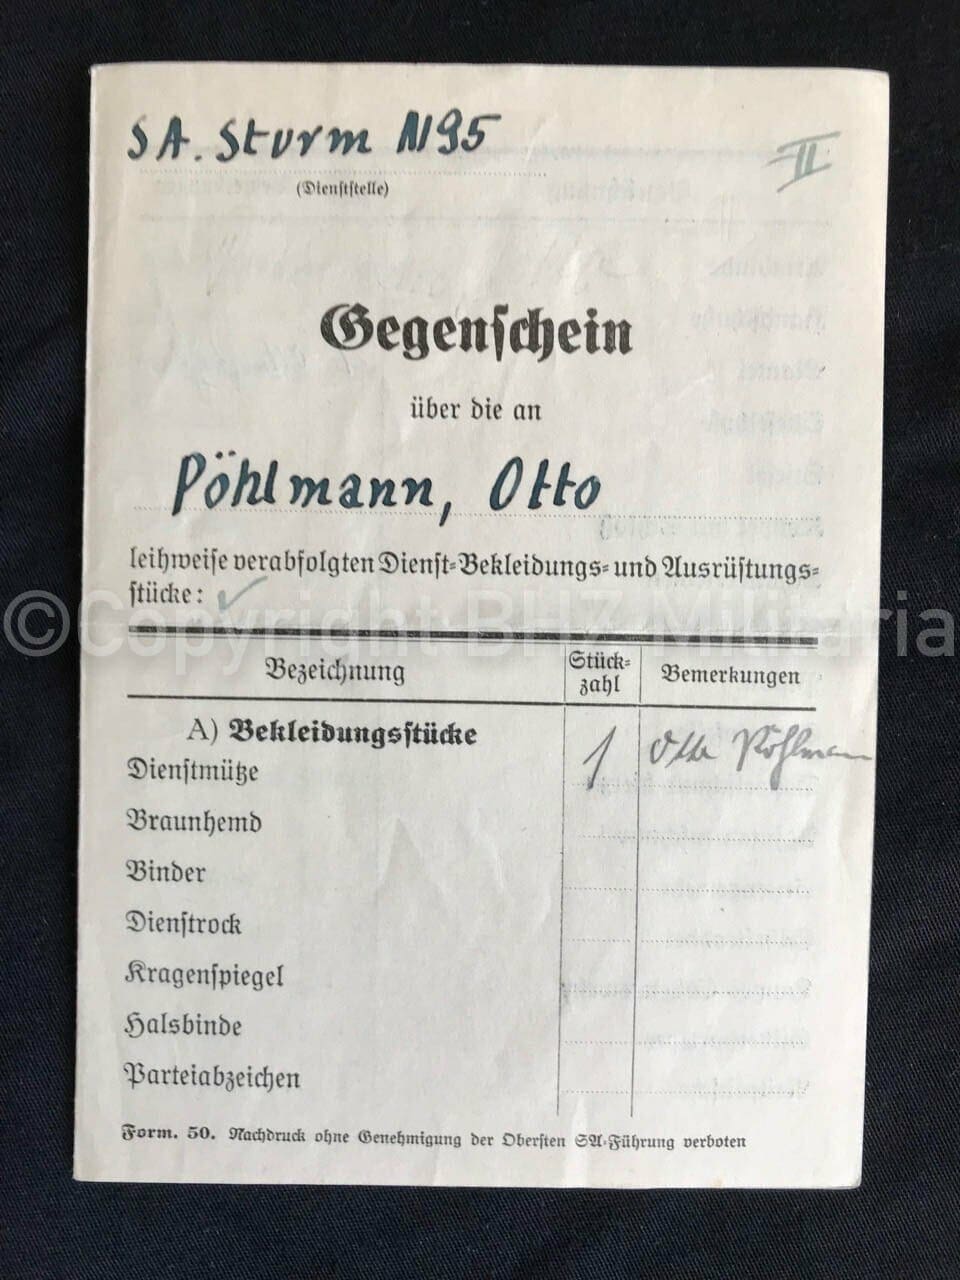 SA. Sturm N95
II
(Dienststelle)
Gegenschein
über die an
Pöhlmann, Otto
leihweise verabfolgten Dienst-Bekleidungs- und Ausrüstungs-
stücke:
©Copyright BHZ Militaria
Bezeichnung Stück-zahl Bemerkungen
A) Bekleidungsstücke
Dienstmütze 1 Otto Pöhlmann
Braunhemd
Binder
Dienstrock
Kragenspiegel
Halsbinde
Parteiabzeichen
Form. 50. Nachdruck ohne Genehmigung der Obersten SA-Führung verboten